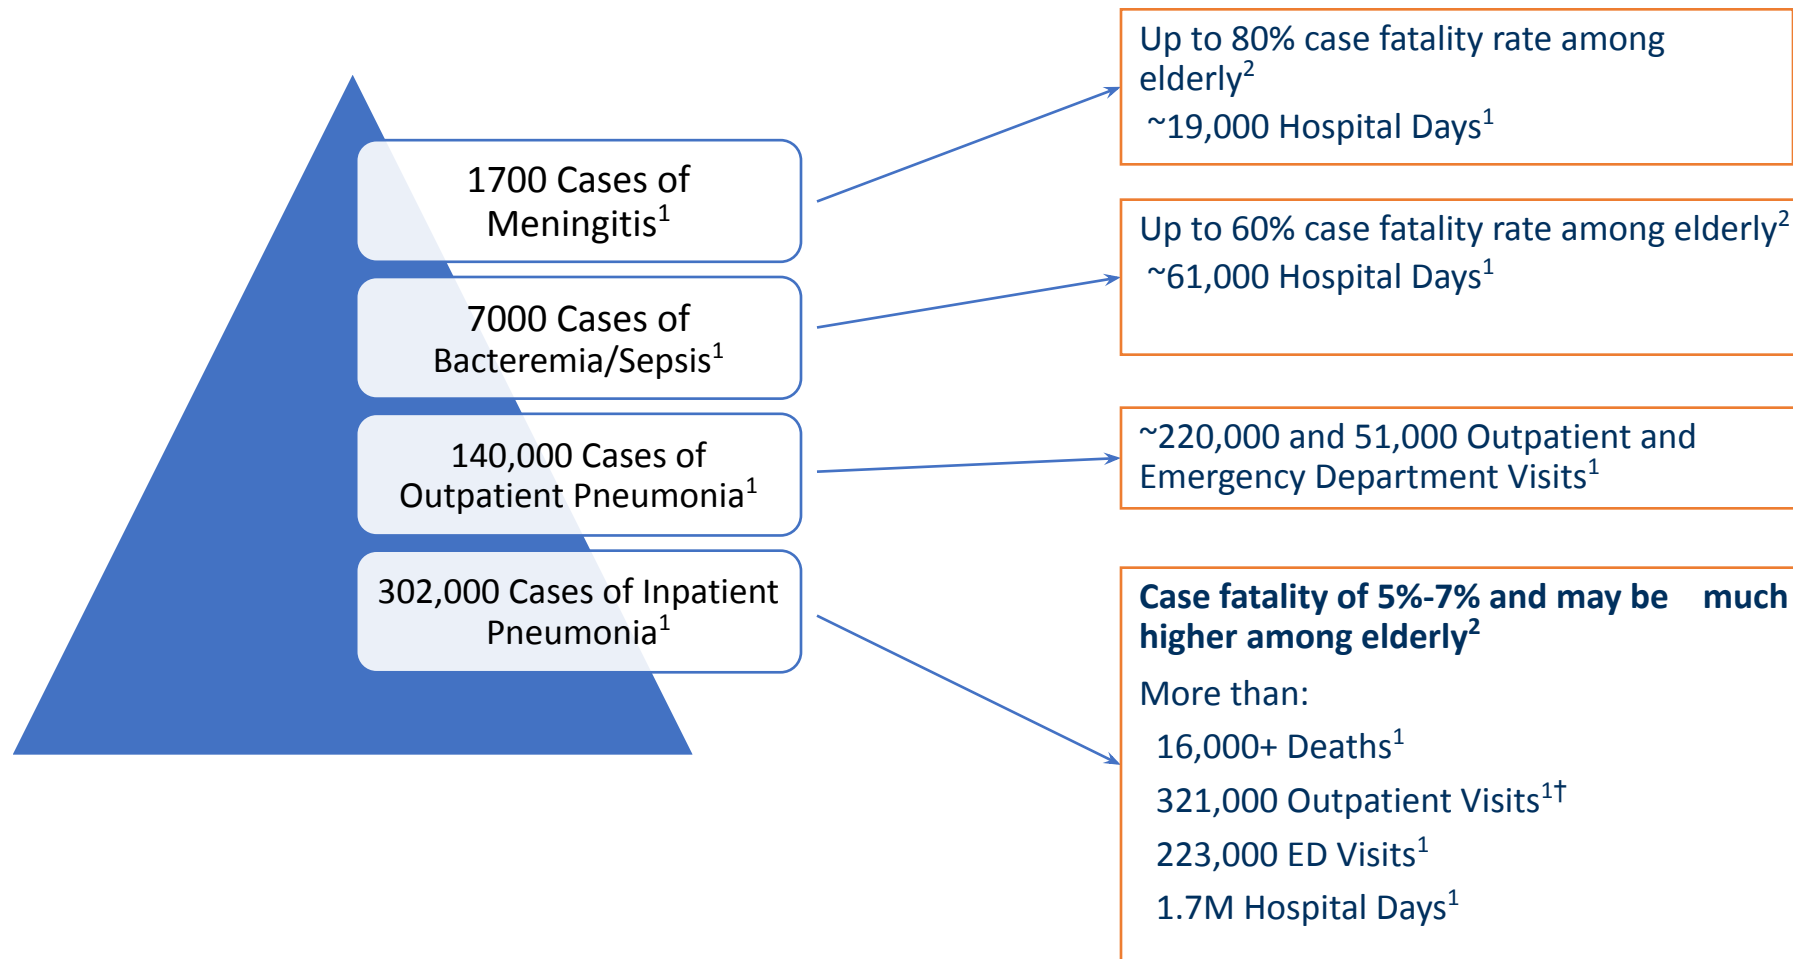 1700 Cases of
Meningitis¹
7000 Cases of
Bacteremia/Sepsis¹
140,000 Cases of
Outpatient Pneumonia¹
302,000 Cases of Inpatient
Pneumonia¹
Up to 80% case fatality rate among
elderly²
~19,000 Hospital Days¹
Up to 60% case fatality rate among elderly²
~61,000 Hospital Days¹
~220,000 and 51,000 Outpatient and
Emergency Department Visits¹
Case fatality of 5%-7% and may be much
higher among elderly²
More than:
16,000+ Deaths¹
321,000 Outpatient Visits¹†
223,000 ED Visits¹
1.7M Hospital Days¹